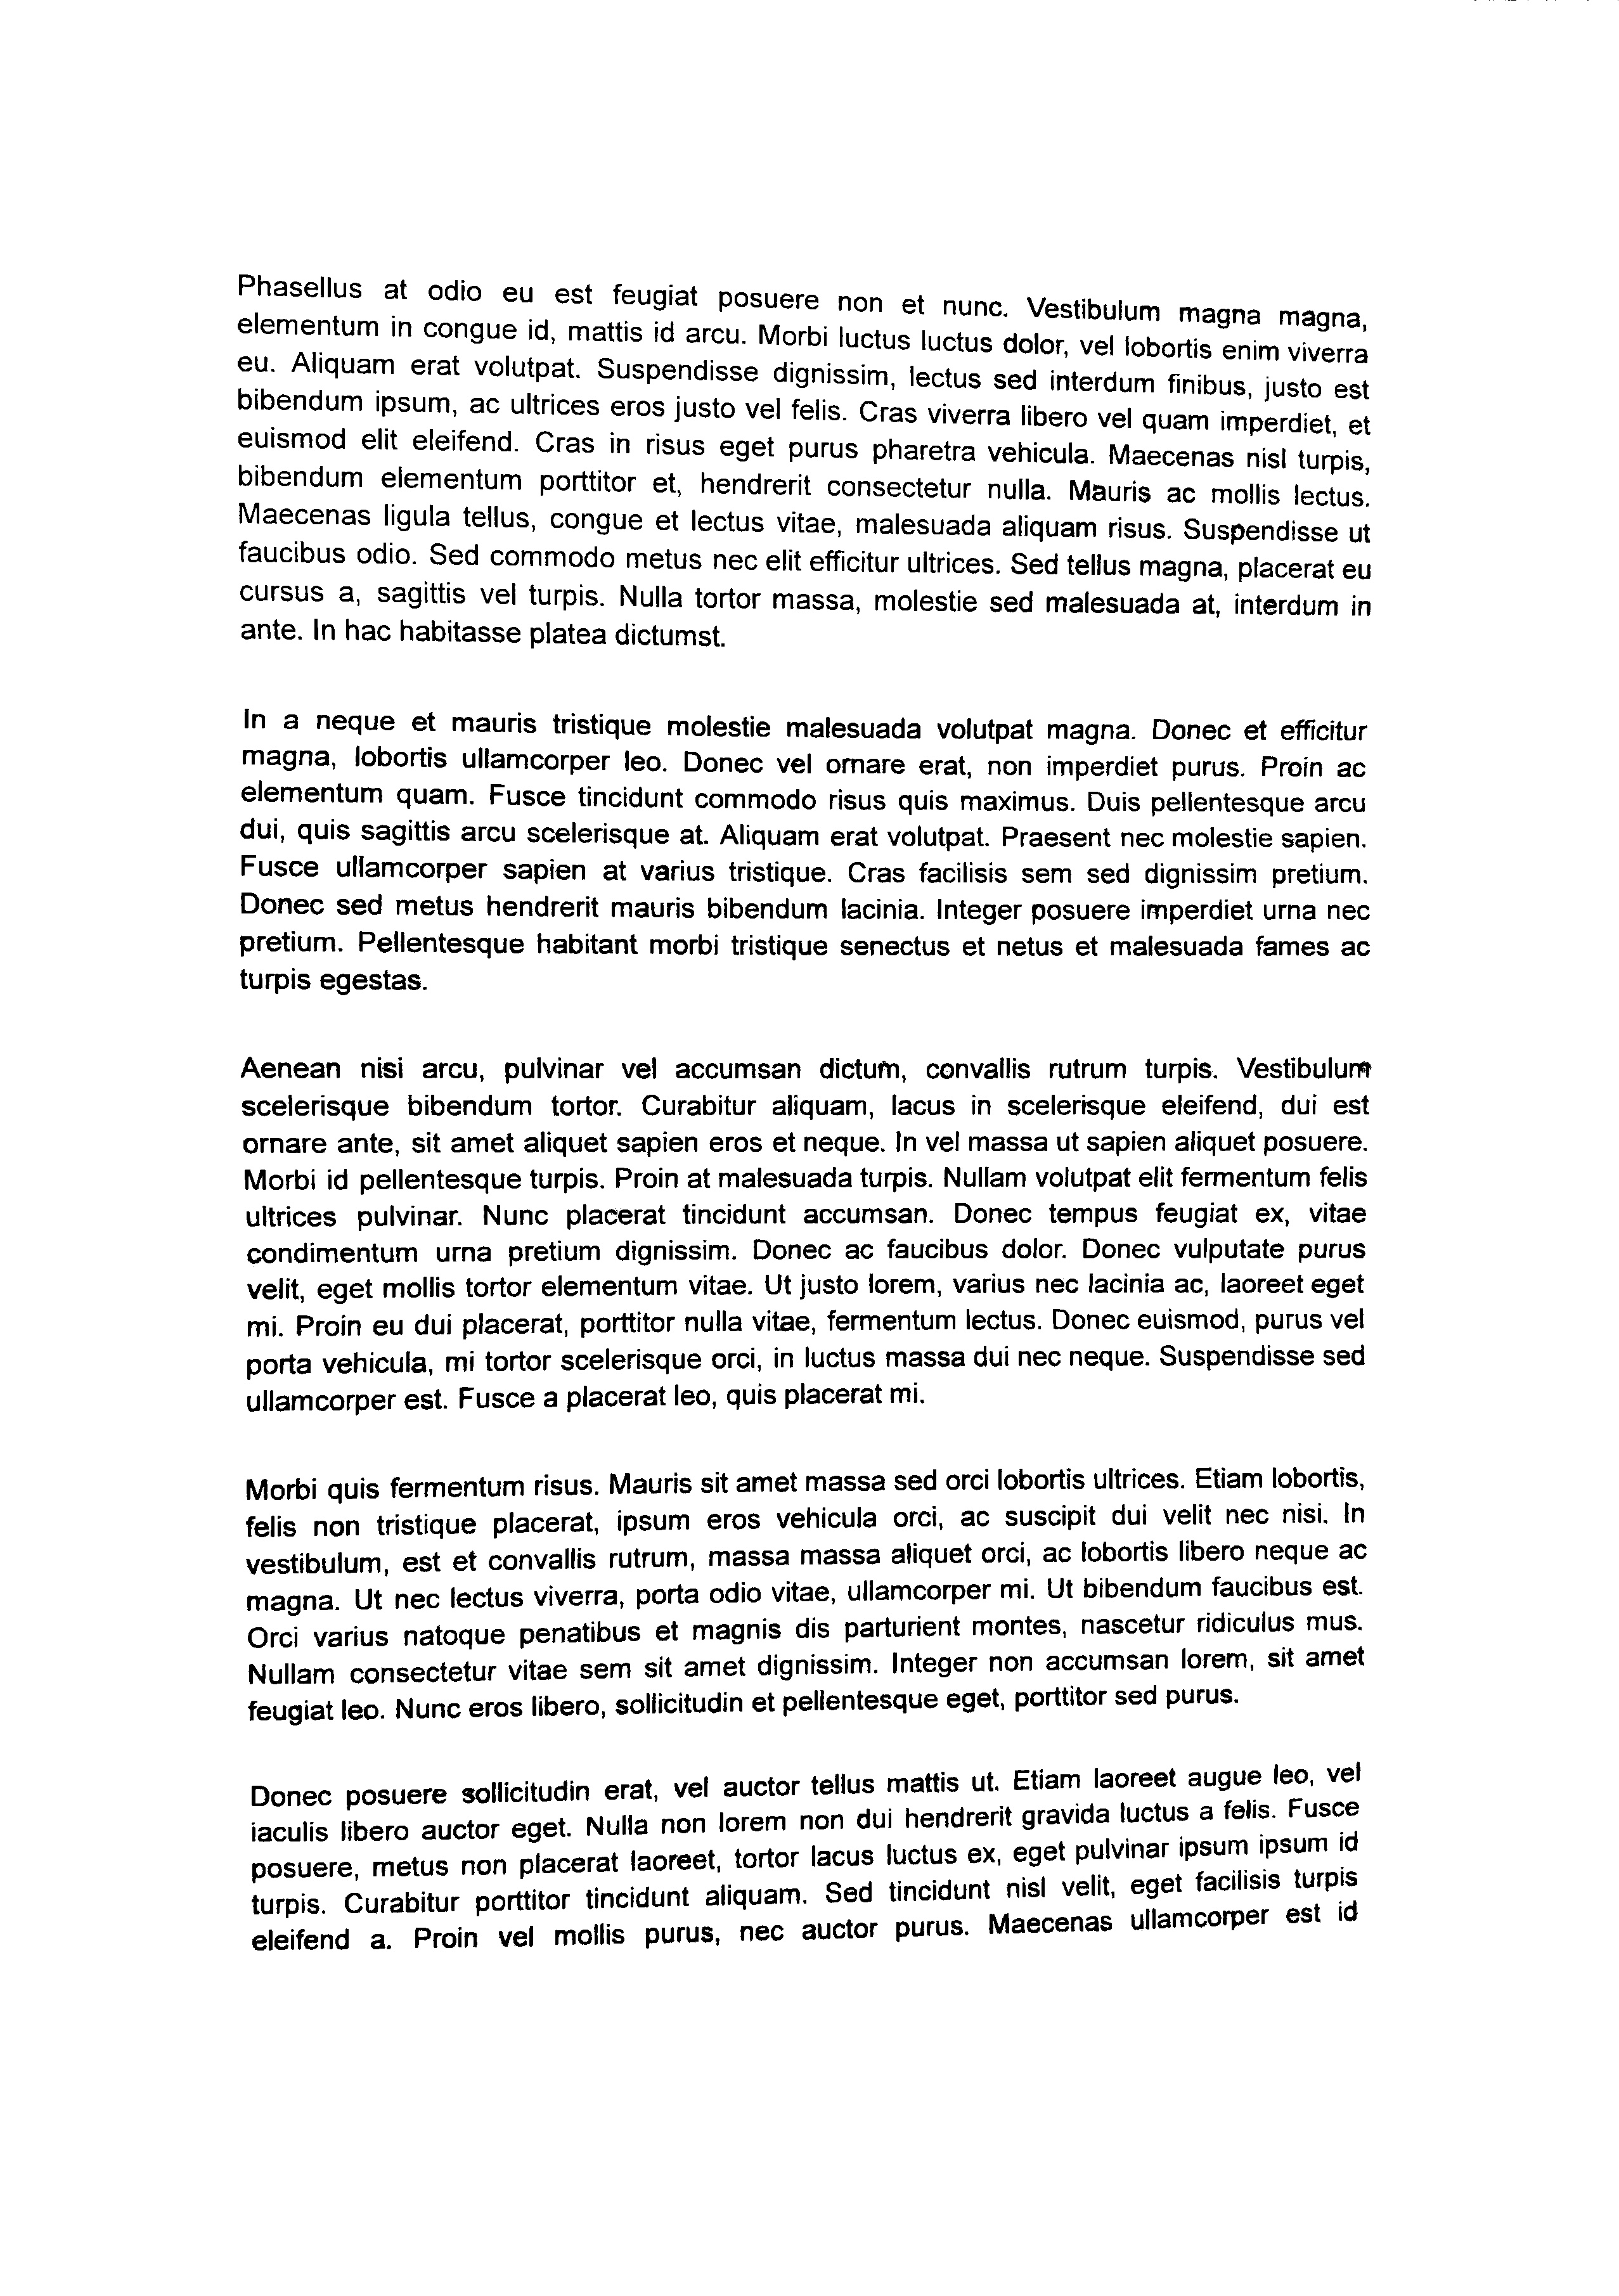 Phasellus at odio eu est feugiat posuere non et nunc. Vestibulum magna magna,
elementum in congue id, mattis id arcu. Morbi luctus luctus dolor, vel lobortis enim viverra
eu. Aliquam erat volutpat. Suspendisse dignissim, lectus sed interdum finibus, justo est
bibendum ipsum, ac ultrices eros justo vel felis. Cras viverra libero vel quam imperdiet, et
euismod elit eleifend. Cras in risus eget purus pharetra vehicula. Maecenas nisl turpis,
bibendum elementum porttitor et, hendrerit consectetur nulla. Mauris ac mollis lectus.
Maecenas ligula tellus, congue et lectus vitae, malesuada aliquam risus. Suspendisse ut
faucibus odio. Sed commodo metus nec elit efficitur ultrices. Sed tellus magna, placerat eu
cursus a, sagittis vel turpis. Nulla tortor massa, molestie sed malesuada at, interdum in
ante. In hac habitasse platea dictumst.
In a neque et mauris tristique molestie malesuada volutpat magna. Donec et efficitur
magna, lobortis ullamcorper leo. Donec vel ornare erat, non imperdiet purus. Proin ac
elementum quam. Fusce tincidunt commodo risus quis maximus. Duis pellentesque arcu
dui, quis sagittis arcu scelerisque at. Aliquam erat volutpat. Praesent nec molestie sapien.
Fusce ullamcorper sapien at varius tristique. Cras facilisis sem sed dignissim pretium.
Donec sed metus hendrerit mauris bibendum lacinia. Integer posuere imperdiet urna nec
pretium. Pellentesque habitant morbi tristique senectus et netus et malesuada fames ac
turpis egestas.
Aenean nisi arcu, pulvinar vel accumsan dictum, convallis rutrum turpis. Vestibulum
scelerisque bibendum tortor. Curabitur aliquam, lacus in scelerisque eleifend, dui est
ornare ante, sit amet aliquet sapien eros et neque. In vel massa ut sapien aliquet posuere.
Morbi id pellentesque turpis. Proin at malesuada turpis. Nullam volutpat elit fermentum felis
ultrices pulvinar. Nunc placerat tincidunt accumsan. Donec tempus feugiat ex, vitae
condimentum urna pretium dignissim. Donec ac faucibus dolor. Donec vulputate purus
velit, eget mollis tortor elementum vitae. Ut justo lorem, varius nec lacinia ac, laoreet eget
mi. Proin eu dui placerat, porttitor nulla vitae, fermentum lectus. Donec euismod, purus vel
porta vehicula, mi tortor scelerisque orci, in luctus massa dui nec neque. Suspendisse sed
ullamcorper est. Fusce a placerat leo, quis placerat mi.
Morbi quis fermentum risus. Mauris sit amet massa sed orci lobortis ultrices. Etiam lobortis,
felis non tristique placerat, ipsum eros vehicula orci, ac suscipit dui velit nec nisi. In
vestibulum, est et convallis rutrum, massa massa aliquet orci, ac lobortis libero neque ac
magna. Ut nec lectus viverra, porta odio vitae, ullamcorper mi. Ut bibendum faucibus est.
Orci varius natoque penatibus et magnis dis parturient montes, nascetur ridiculus mus.
Nullam consectetur vitae sem sit amet dignissim. Integer non accumsan lorem, sit amet
feugiat leo. Nunc eros libero, sollicitudin et pellentesque eget, porttitor sed purus.
Donec posuere sollicitudin erat, vel auctor tellus mattis ut. Etiam laoreet augue leo, vel
iaculis libero auctor eget. Nulla non lorem non dui hendrerit gravida luctus a felis. Fusce
posuere, metus non placerat laoreet, tortor lacus luctus ex, eget pulvinar ipsum ipsum id
turpis. Curabitur porttitor tincidunt aliquam. Sed tincidunt nisl velit, eget facilisis turpis
eleifend a. Proin vel mollis purus, nec auctor purus. Maecenas ullamcorper est id